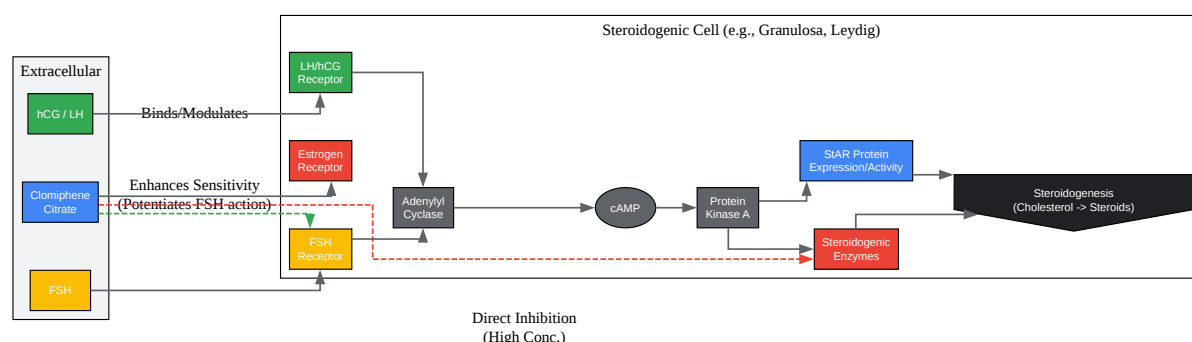 Steroidogenic Cell (e.g., Granulosa, Leydig)
Extracellular
LH/hCG
Receptor
hCG / LH
Binds/Modulates
Estrogen
Receptor
StAR Protein
Expression/Activity
Clomiphene
Citrate
Enhances Sensitivity
(Potentiates FSH action)
Adenylyl
Cyclase
cAMP
Protein
Kinase A
Steroidogenesis
(Cholesterol -> Steroids)
FSH
Receptor
Steroidogenic
Enzymes
FSH
Direct Inhibition
(High Conc.)